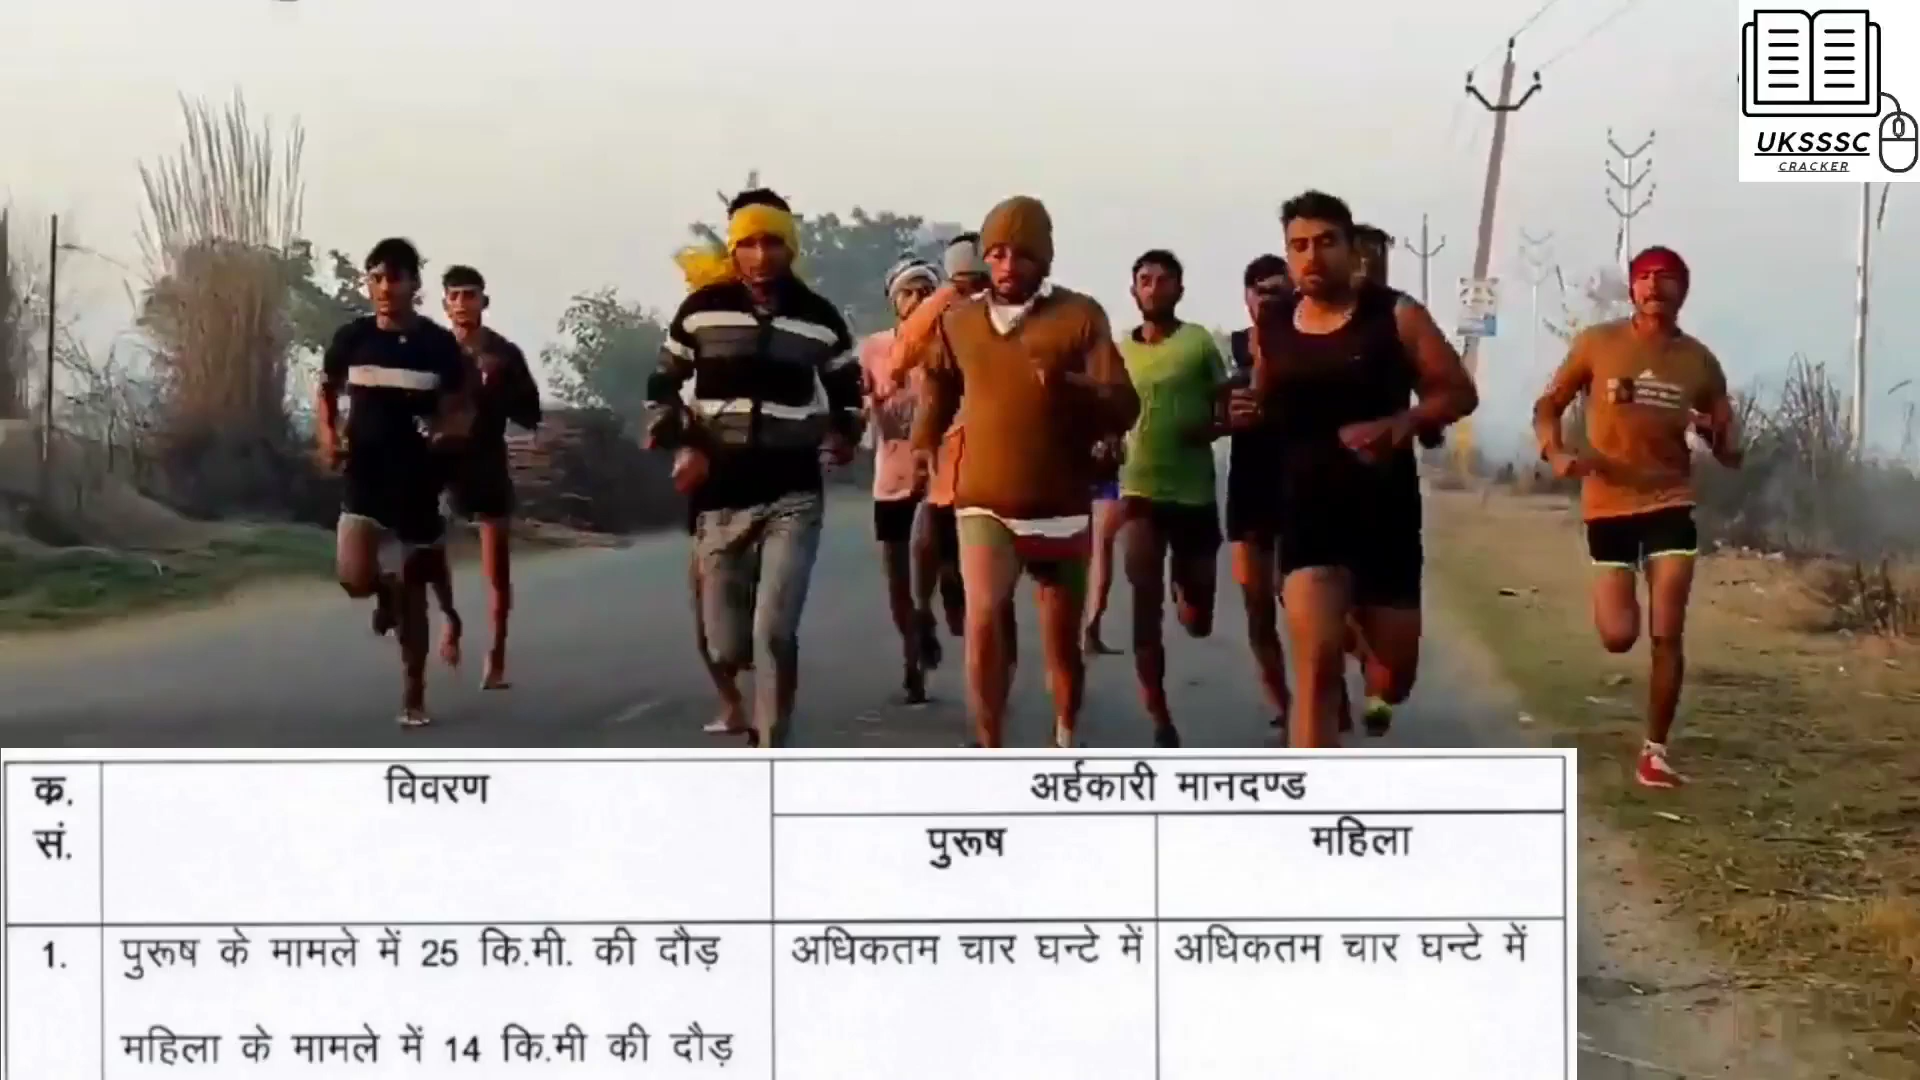 UKSSSC
CRACKER
क.
सं.
विवरण
अर्हकारी मानदण्ड
पुरूष
महिला
1.
पुरूष के मामले में 25 कि.मी. की दौड़
महिला के मामले में 14 कि.मी की दौड़
अधिकतम चार घन्टे में
अधिकतम चार घन्टे में